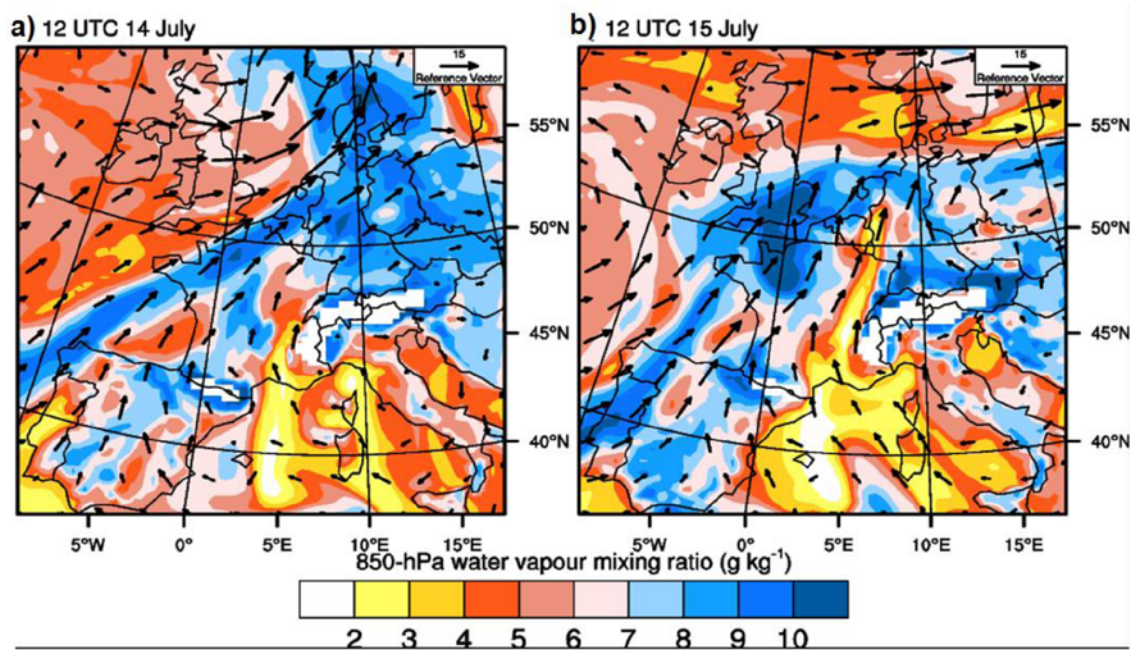 a) 12 UTC 14 July
b) 12 UTC 15 July
15
Reference Vector
15
Reference Vector
55°N
55°N
50°N
50°N
45°N
45°N
40°N
40°N
5°W 0° 5°E 10°E 15°E
5°W 0° 5°E 10°E 15°E
850-hPa water vapour mixing ratio (g kg⁻¹)
2 3 4 5 6 7 8 9 10